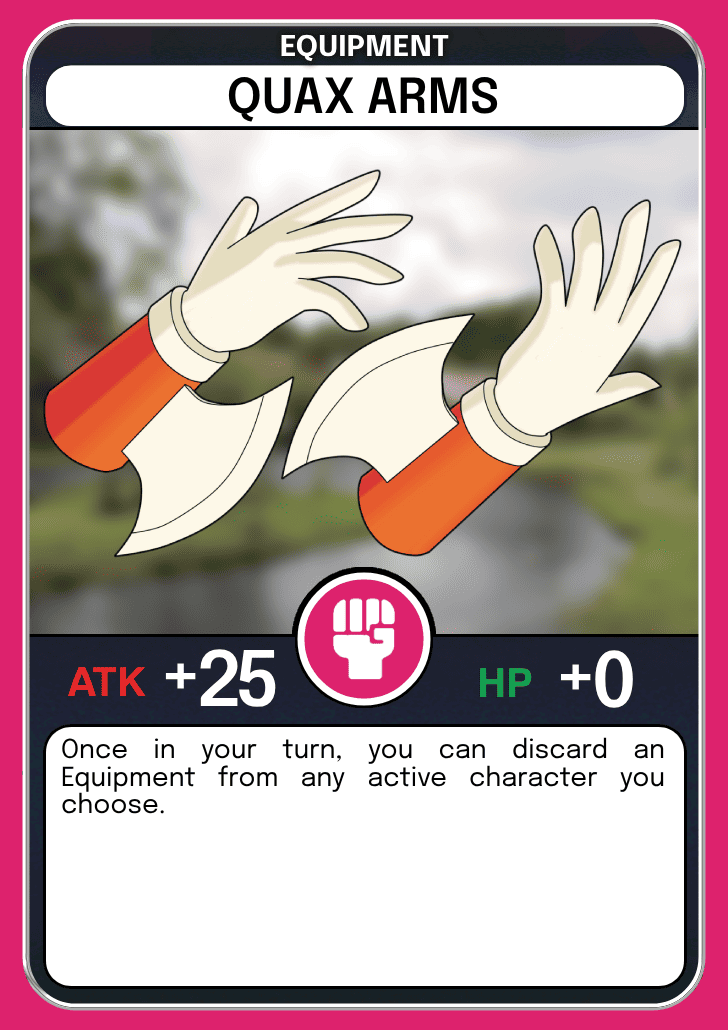 EQUIPMENT
QUAX ARMS
ATK +25 HP +0
Once in your turn, you can discard an
Equipment from any active character you
choose.